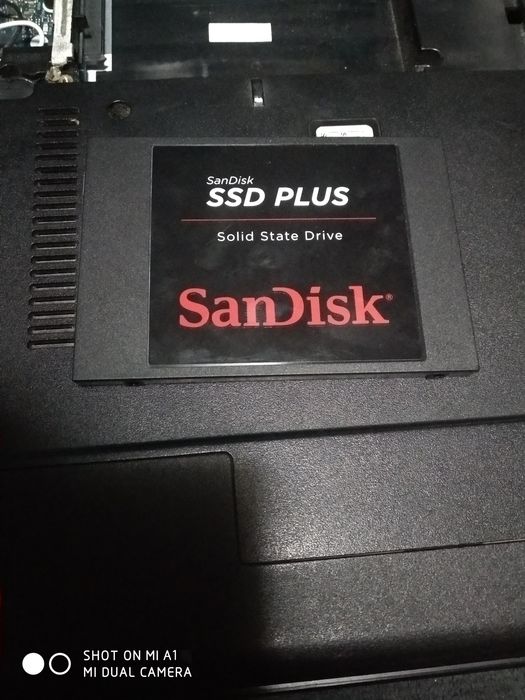 SanDisk
SSD PLUS
Solid State Drive
SanDisk®
SHOT ON MI A1
MI DUAL CAMERA